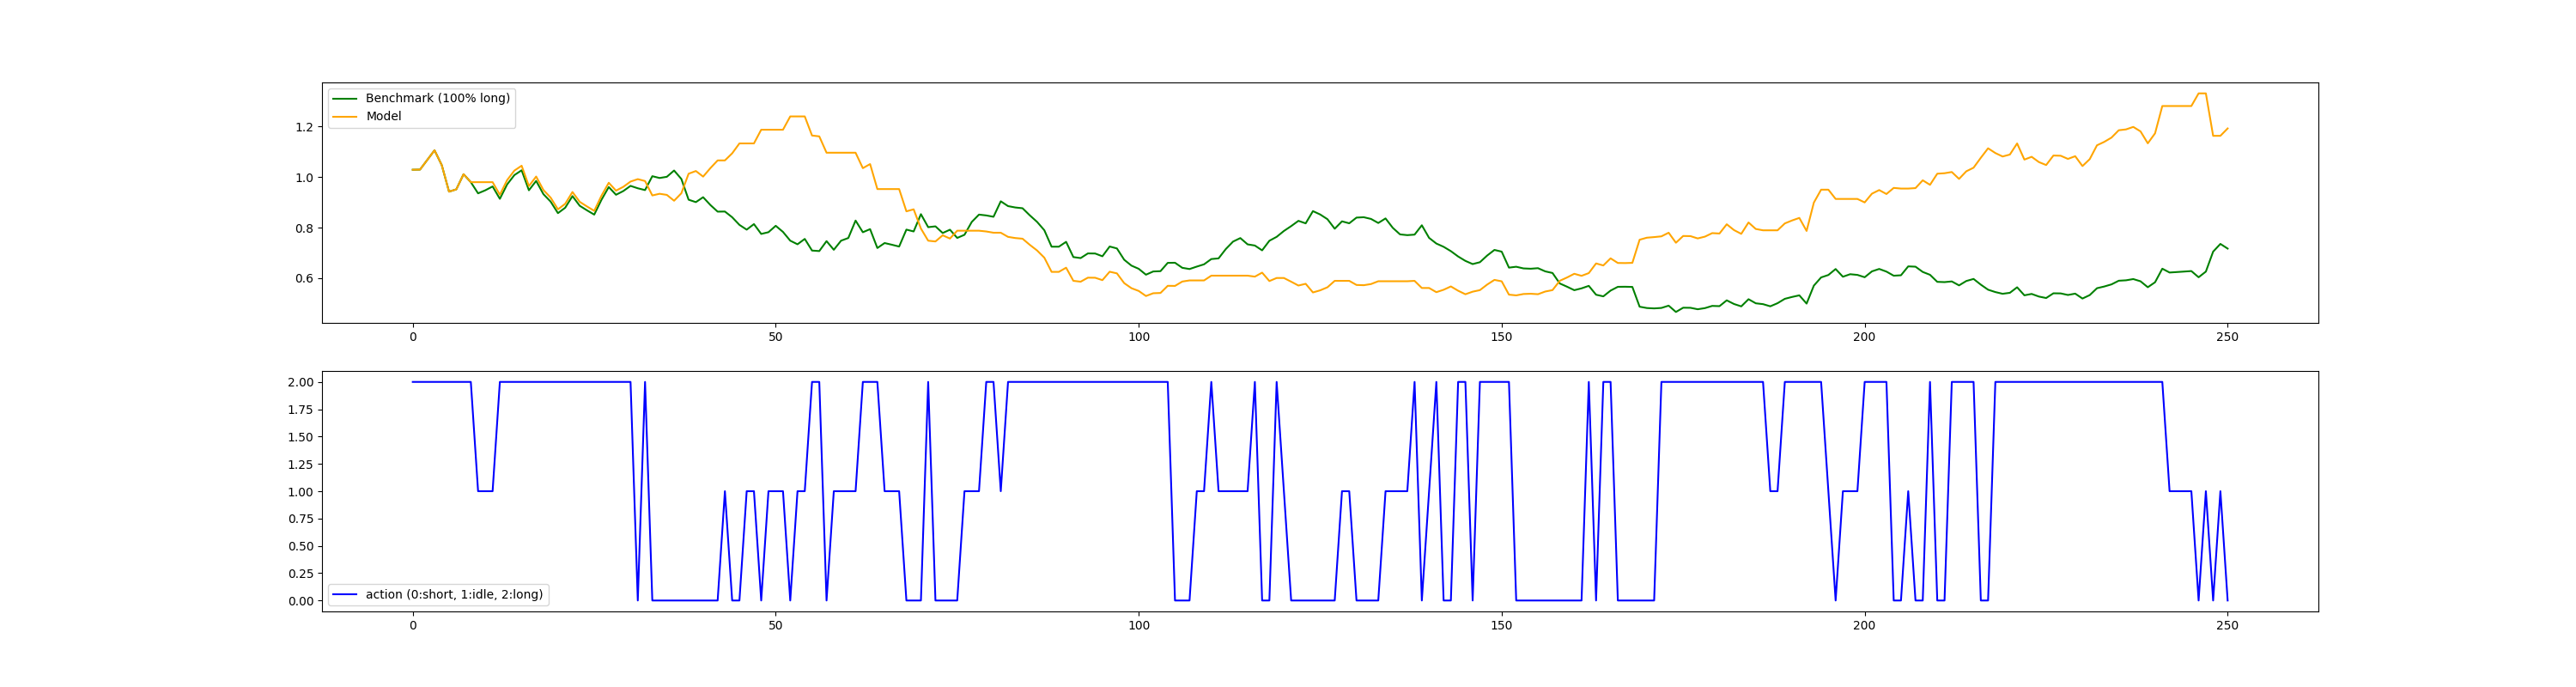 Benchmark (100% long)
Model
1.2
1.0
0.8
0.6
0 50 100 150 200 250
2.00
1.75
1.50
1.25
1.00
0.75
0.50
0.25
0.00
action (0:short, 1:idle, 2:long)
0 50 100 150 200 250